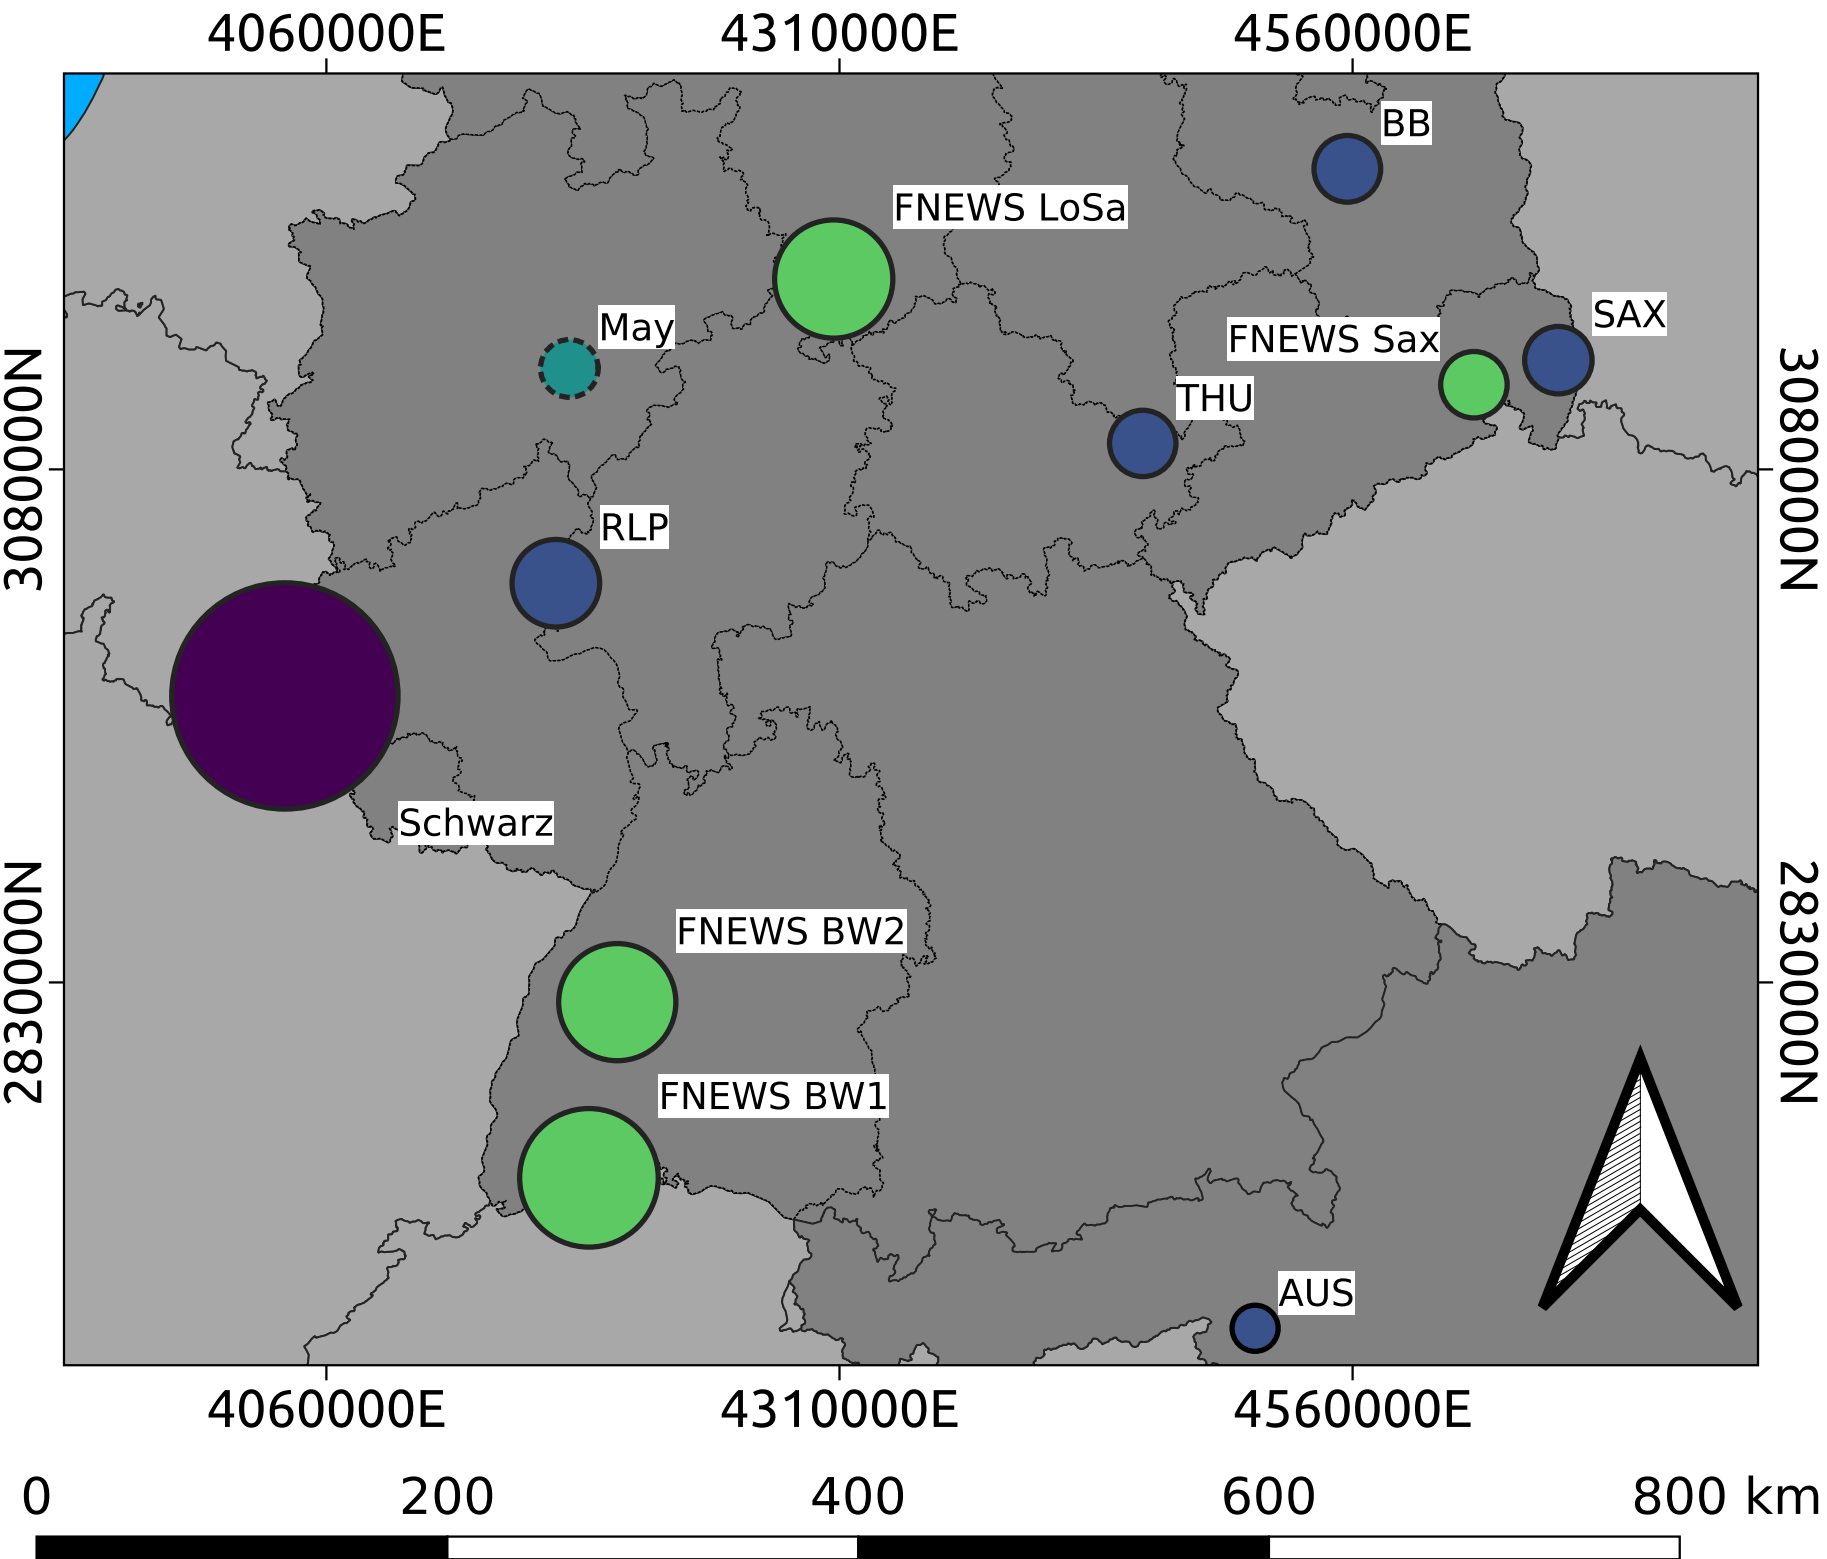 4060000E 4310000E 4560000E
BB
FNEWS LoSa
SAX
May
FNEWS Sax
THU
3080000N 3080000N
RLP
Schwarz
FNEWS BW2
2830000N 2830000N
FNEWS BW1
AUS
4060000E 4310000E 4560000E
0 200 400 600 800 km